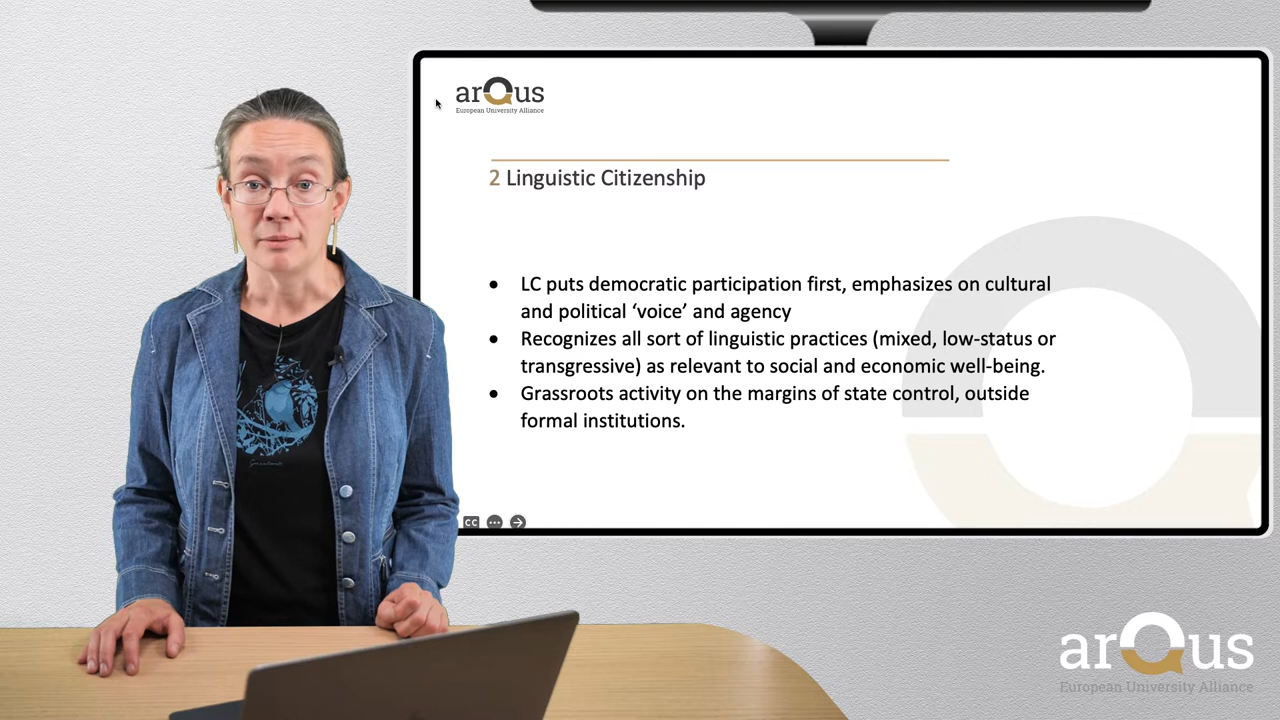 arQus
European University Alliance
2 Linguistic Citizenship
● LC puts democratic participation first, emphasizes on cultural
and political ‘voice’ and agency
● Recognizes all sort of linguistic practices (mixed, low-status or
transgressive) as relevant to social and economic well-being.
● Grassroots activity on the margins of state control, outside
formal institutions.
CC
arQus
European University Alliance